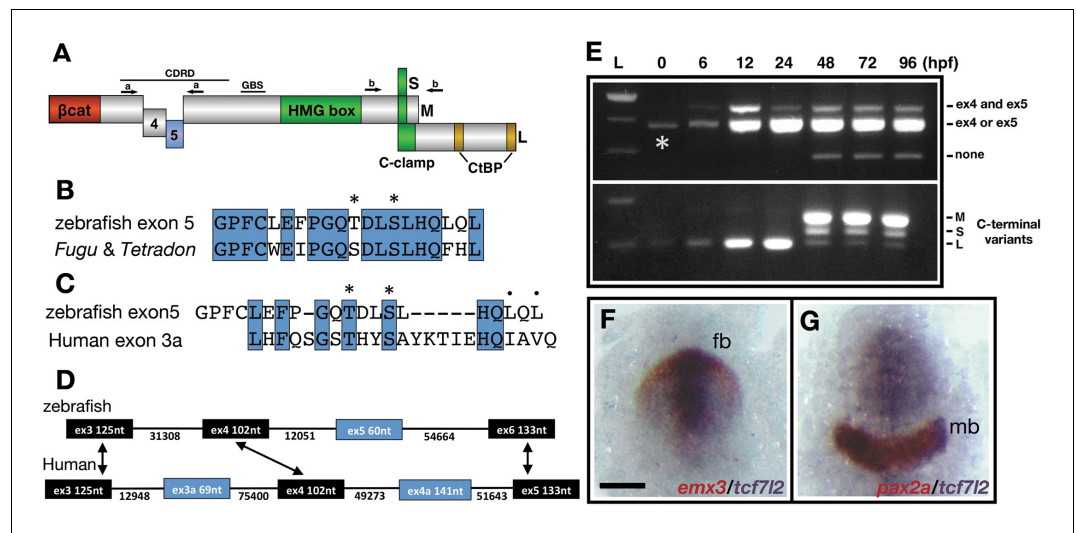 A
CDRD
a
a
GBS
b
b
βcat
4
5
HMG box
S
M
L
C-clamp
CtBP
B
* *
zebrafish exon 5 GPFCLEFPGQTDLSLHQLQL
Fugu & Tetradon GPFCWEIPGQSDLSLHQFHL
C
* * • •
zebrafish exon5 GPFCLEFP-GQTDLSL-----HQLQL
Human exon 3a LHFQSGSTHYSAYKTIEHQIAVQ
D
zebrafish
ex3 125nt 31308 ex4 102nt 12051 ex5 60nt 54664 ex6 133nt
Human
ex3 125nt 12948 ex3a 69nt 75400 ex4 102nt 49273 ex4a 141nt 51643 ex5 133nt
E
L 0 6 12 24 48 72 96 (hpf)
ex4 and ex5
ex4 or ex5
*
none
M
S
L
C-terminal
variants
F
fb
emx3/tcf7l2
G
mb
pax2a/tcf7l2